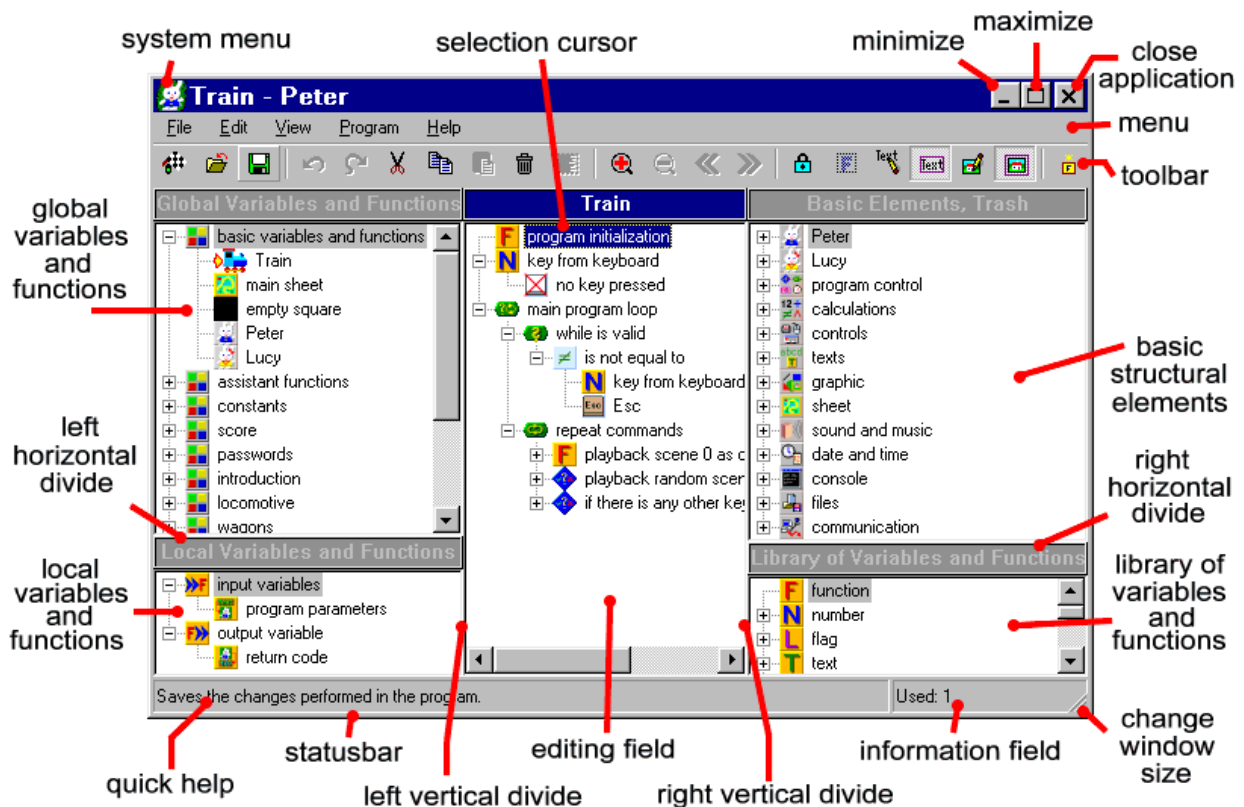 system menu
selection cursor
minimize
maximize
close
application
Train - Peter
File Edit View Program Help
menu
Text Text
toolbar
global
variables
and
functions
Global Variables and Functions
basic variables and functions
Train
main sheet
empty square
Peter
Lucy
assistant functions
constants
score
passwords
introduction
locomotive
wagons
left
horizontal
divide
Local Variables and Functions
local
variables
and
functions
input variables
program parameters
output variable
return code
Train
program initialization
key from keyboard
no key pressed
main program loop
while is valid
is not equal to
key from keyboard
Esc
repeat commands
playback scene 0 as c
playback random scer
if there is any other key
Basic Elements, Trash
Peter
Lucy
program control
calculations
controls
texts
graphic
sheet
sound and music
date and time
console
files
communication
basic
structural
elements
right
horizontal
divide
Library of Variables and Functions
function
number
flag
text
library of
variables
and
functions
Saves the changes performed in the program.
Used: 1
quick help
statusbar
left vertical divide
editing field
right vertical divide
information field
change
window
size